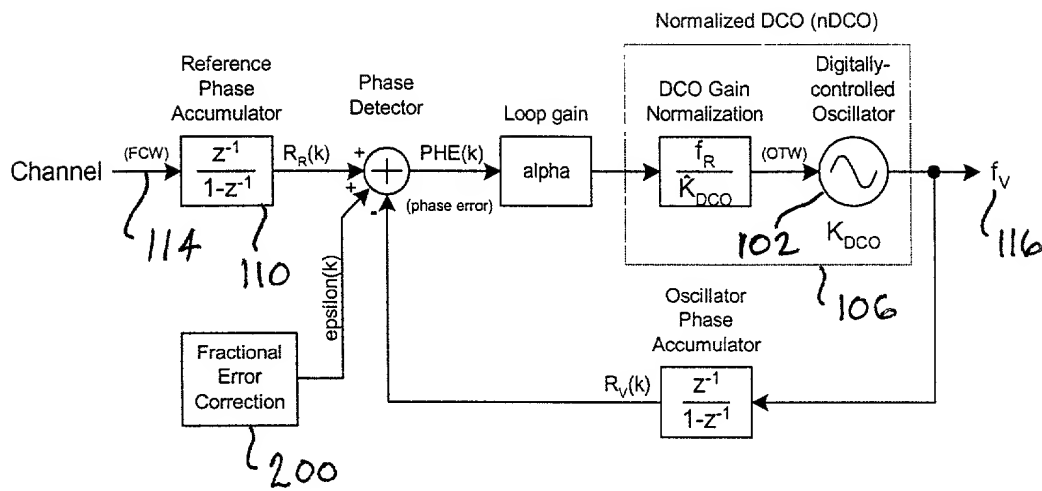 Normalized DCO (nDCO)
Reference
Phase
Accumulator
Phase
Detector
Loop gain
DCO Gain
Normalization
Digitally-
controlled
Oscillator
Channel
(FCW)
z⁻¹
1-z⁻¹
R_R(k)
+
+
-
+
PHE(k)
(phase error)
alpha
f_R
K̂_DCO
(OTW)
K_DCO
f_V
114
110
102
116
106
epsilon(k)
Fractional
Error
Correction
200
Oscillator
Phase
Accumulator
R_V(k)
z⁻¹
1-z⁻¹